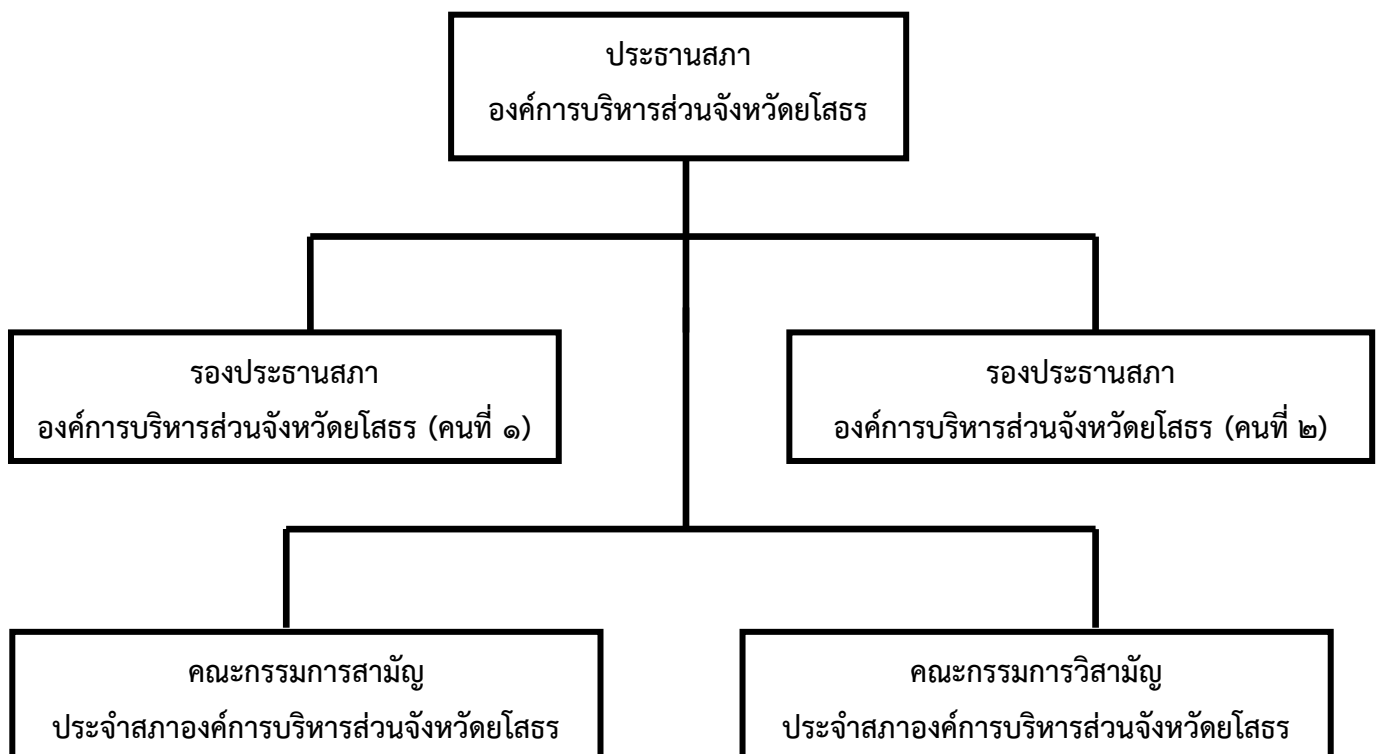 ประธานสภา
องค์การบริหารส่วนจังหวัดยโสธร
รองประธานสภา
องค์การบริหารส่วนจังหวัดยโสธร (คนที่ ๑)
รองประธานสภา
องค์การบริหารส่วนจังหวัดยโสธร (คนที่ ๒)
คณะกรรมการสามัญ
ประจำสภาองค์การบริหารส่วนจังหวัดยโสธร
คณะกรรมการวิสามัญ
ประจำสภาองค์การบริหารส่วนจังหวัดยโสธร